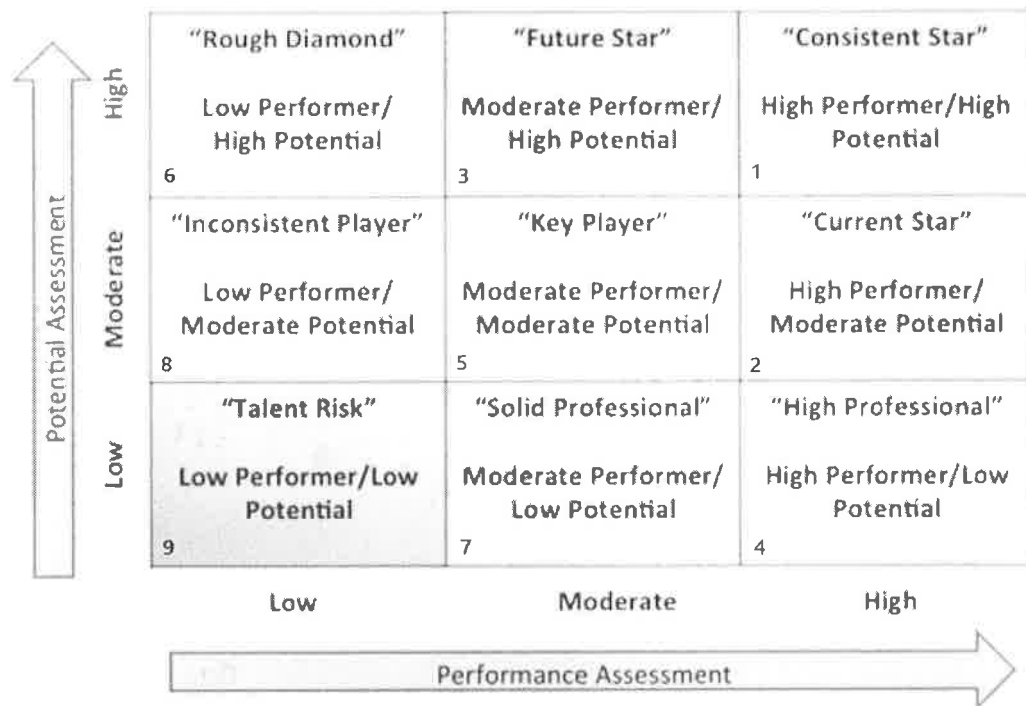 Potential Assessment
High
Moderate
Low
"Rough Diamond"
Low Performer/
High Potential
6
"Future Star"
Moderate Performer/
High Potential
3
"Consistent Star"
High Performer/High
Potential
1
"Inconsistent Player"
Low Performer/
Moderate Potential
8
"Key Player"
Moderate Performer/
Moderate Potential
5
"Current Star"
High Performer/
Moderate Potential
2
"Talent Risk"
Low Performer/Low
Potential
9
"Solid Professional"
Moderate Performer/
Low Potential
7
"High Professional"
High Performer/Low
Potential
4
Low
Moderate
High
Performance Assessment